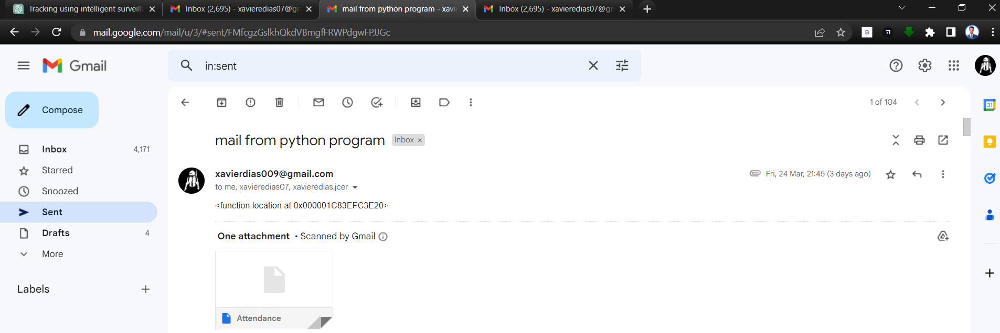 Tracking using intelligent surveill
Inbox (2,695) - xavieredias07@gm
mail from python program - xavi
Inbox (2,695) - xavieredias07@gm
mail.google.com/mail/u/3/#sent/FMfcgzGslkhQkdVBmgfFRWPdgwFPJJGc
B
Gmail
in:sent
Compose
1 of 104
31
mail from python program
Inbox ×
Inbox 4,171
Starred
Snoozed
Sent
Drafts 4
More
Labels
xavierdias009@gmail.com
Fri, 24 Mar, 21:45 (3 days ago)
to me, xavieredias07, xavieredias.jcer
<function location at 0x000001C83EFC3E20>
One attachment • Scanned by Gmail
Attendance